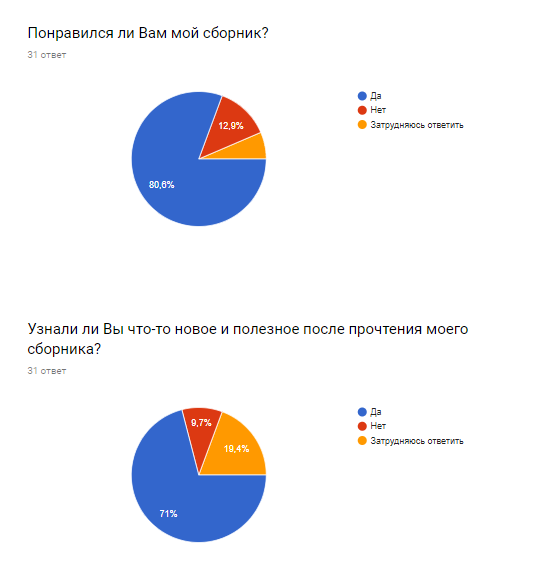 Понравился ли Вам мой сборник?
31 ответ
Да
Нет
Затрудняюсь ответить
12,9%
80,6%
Узнали ли Вы что-то новое и полезное после прочтения моего
сборника?
31 ответ
Да
Нет
Затрудняюсь ответить
9,7%
19,4%
71%